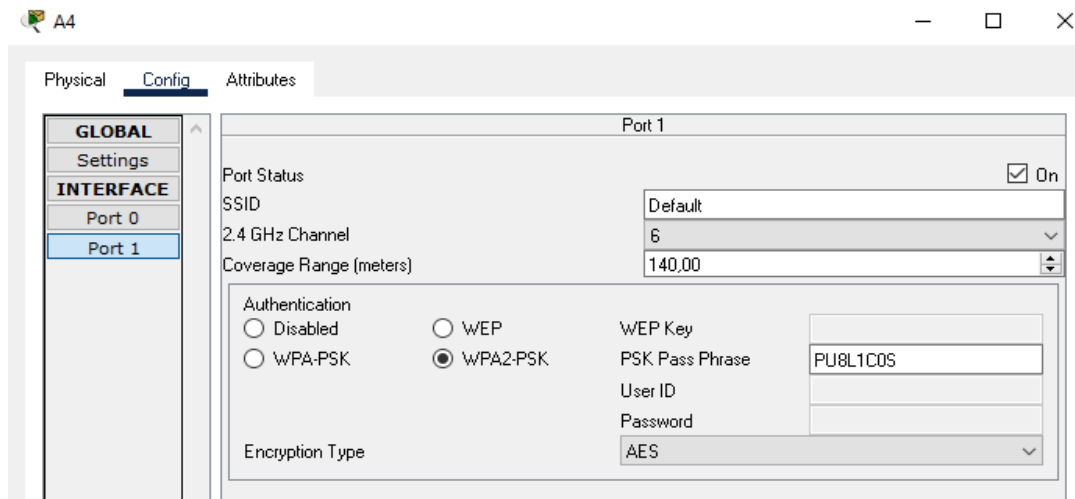 A4
Physical Config Attributes
GLOBAL
Settings
INTERFACE
Port 0
Port 1
Port 1
Port Status On
SSID Default
2.4 GHz Channel 6
Coverage Range (meters) 140,00
Authentication
Disabled WEP WEP Key
WPA-PSK WPA2-PSK PSK Pass Phrase PU8L1C0S
User ID
Password
Encryption Type AES